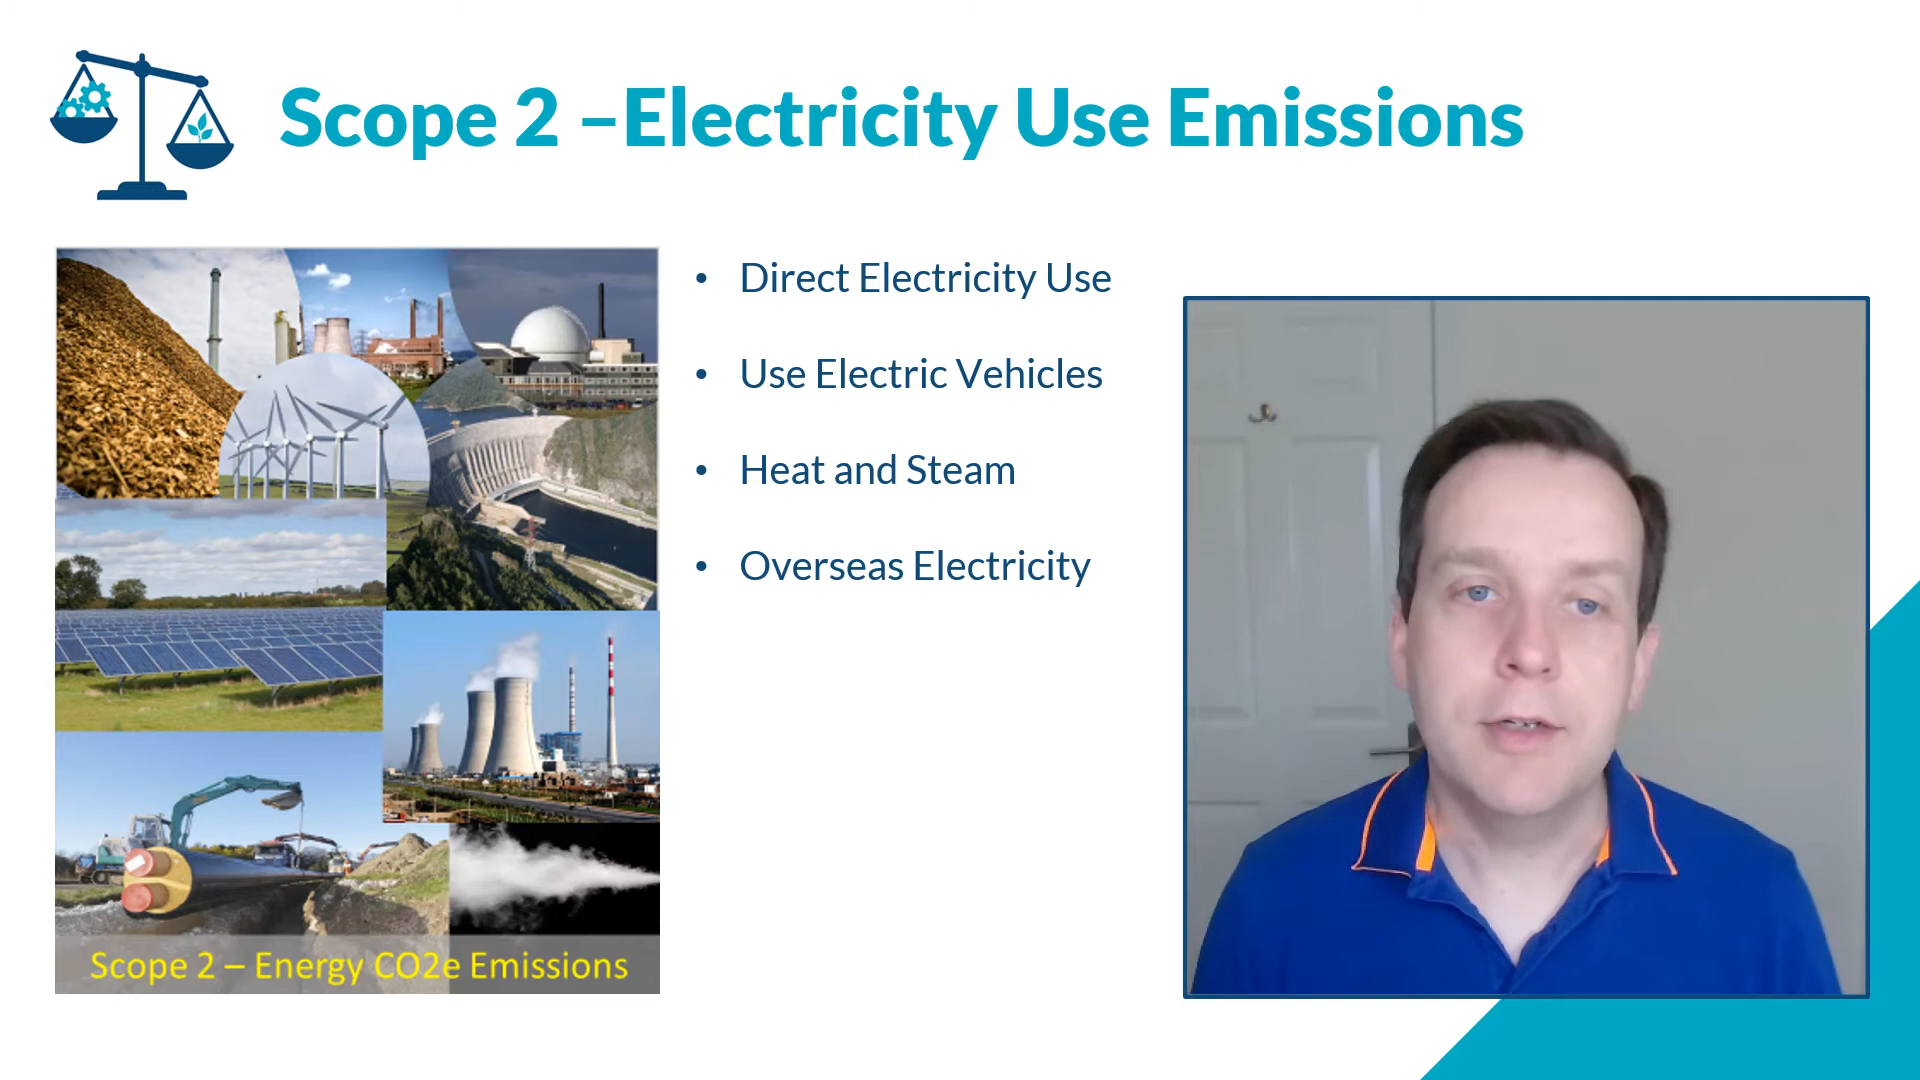 Scope 2 –Electricity Use Emissions
• Direct Electricity Use
• Use Electric Vehicles
• Heat and Steam
• Overseas Electricity
Scope 2 – Energy CO2e Emissions